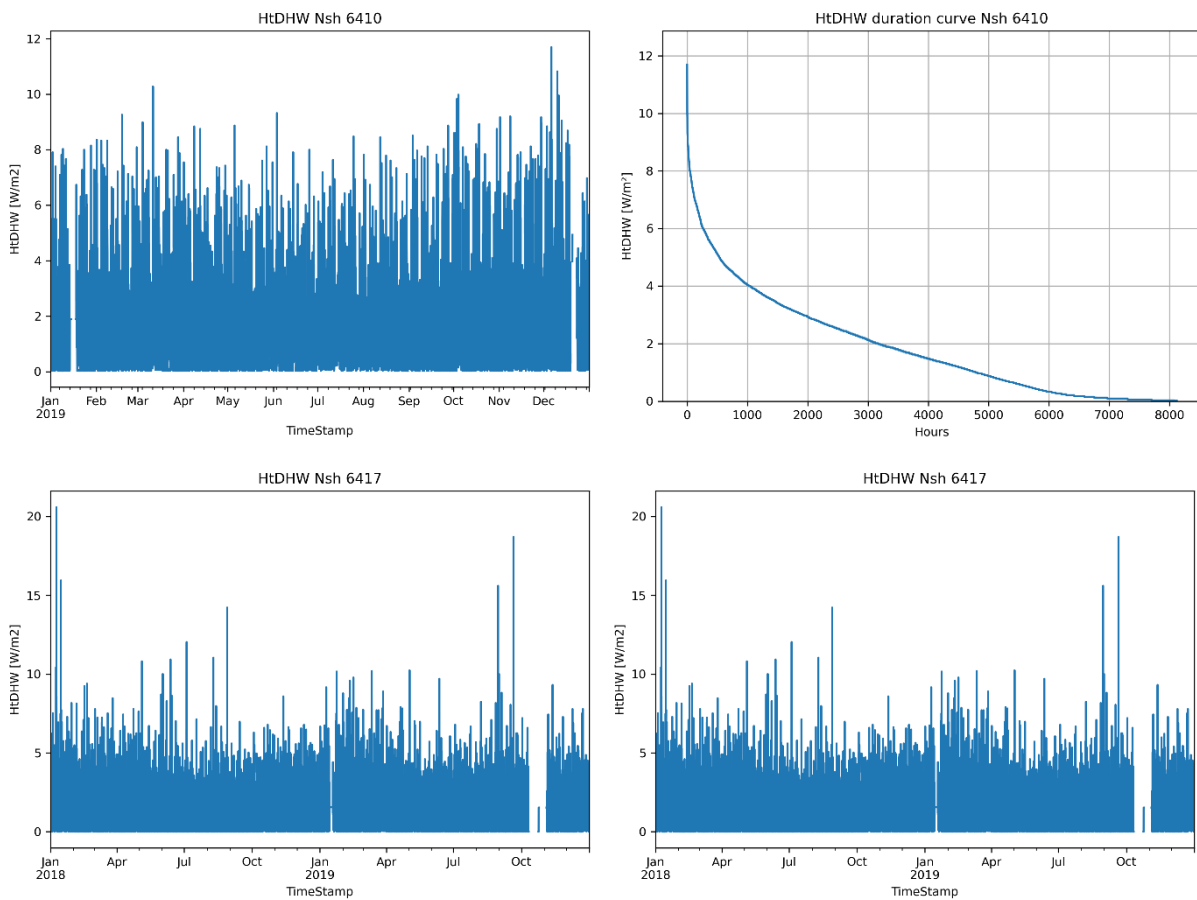 HtDHW Nsh 6410
12
10
8
6
4
2
0
HtDHW [W/m2]
Jan Feb Mar Apr May Jun Jul Aug Sep Oct Nov Dec
2019
TimeStamp
HtDHW duration curve Nsh 6410
12
10
8
6
4
2
0
HtDHW [W/m²]
0 1000 2000 3000 4000 5000 6000 7000 8000
Hours
HtDHW Nsh 6417
20
15
10
5
0
HtDHW [W/m2]
Jan Apr Jul Oct Jan Apr Jul Oct
2018 2019
TimeStamp
HtDHW Nsh 6417
20
15
10
5
0
HtDHW [W/m2]
Jan Apr Jul Oct Jan Apr Jul Oct
2018 2019
TimeStamp